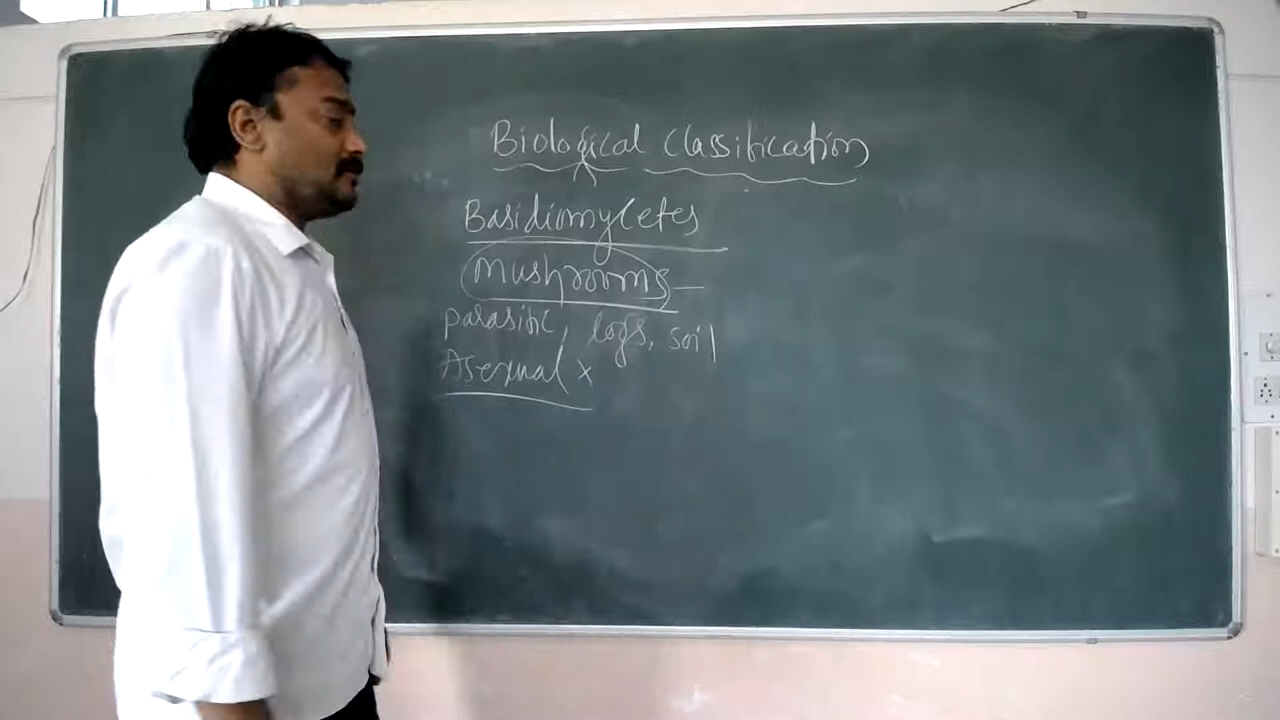 Biological Classification
Basidiomycetes
Mushrooms —
parasitic, logs, soil
Asexual x